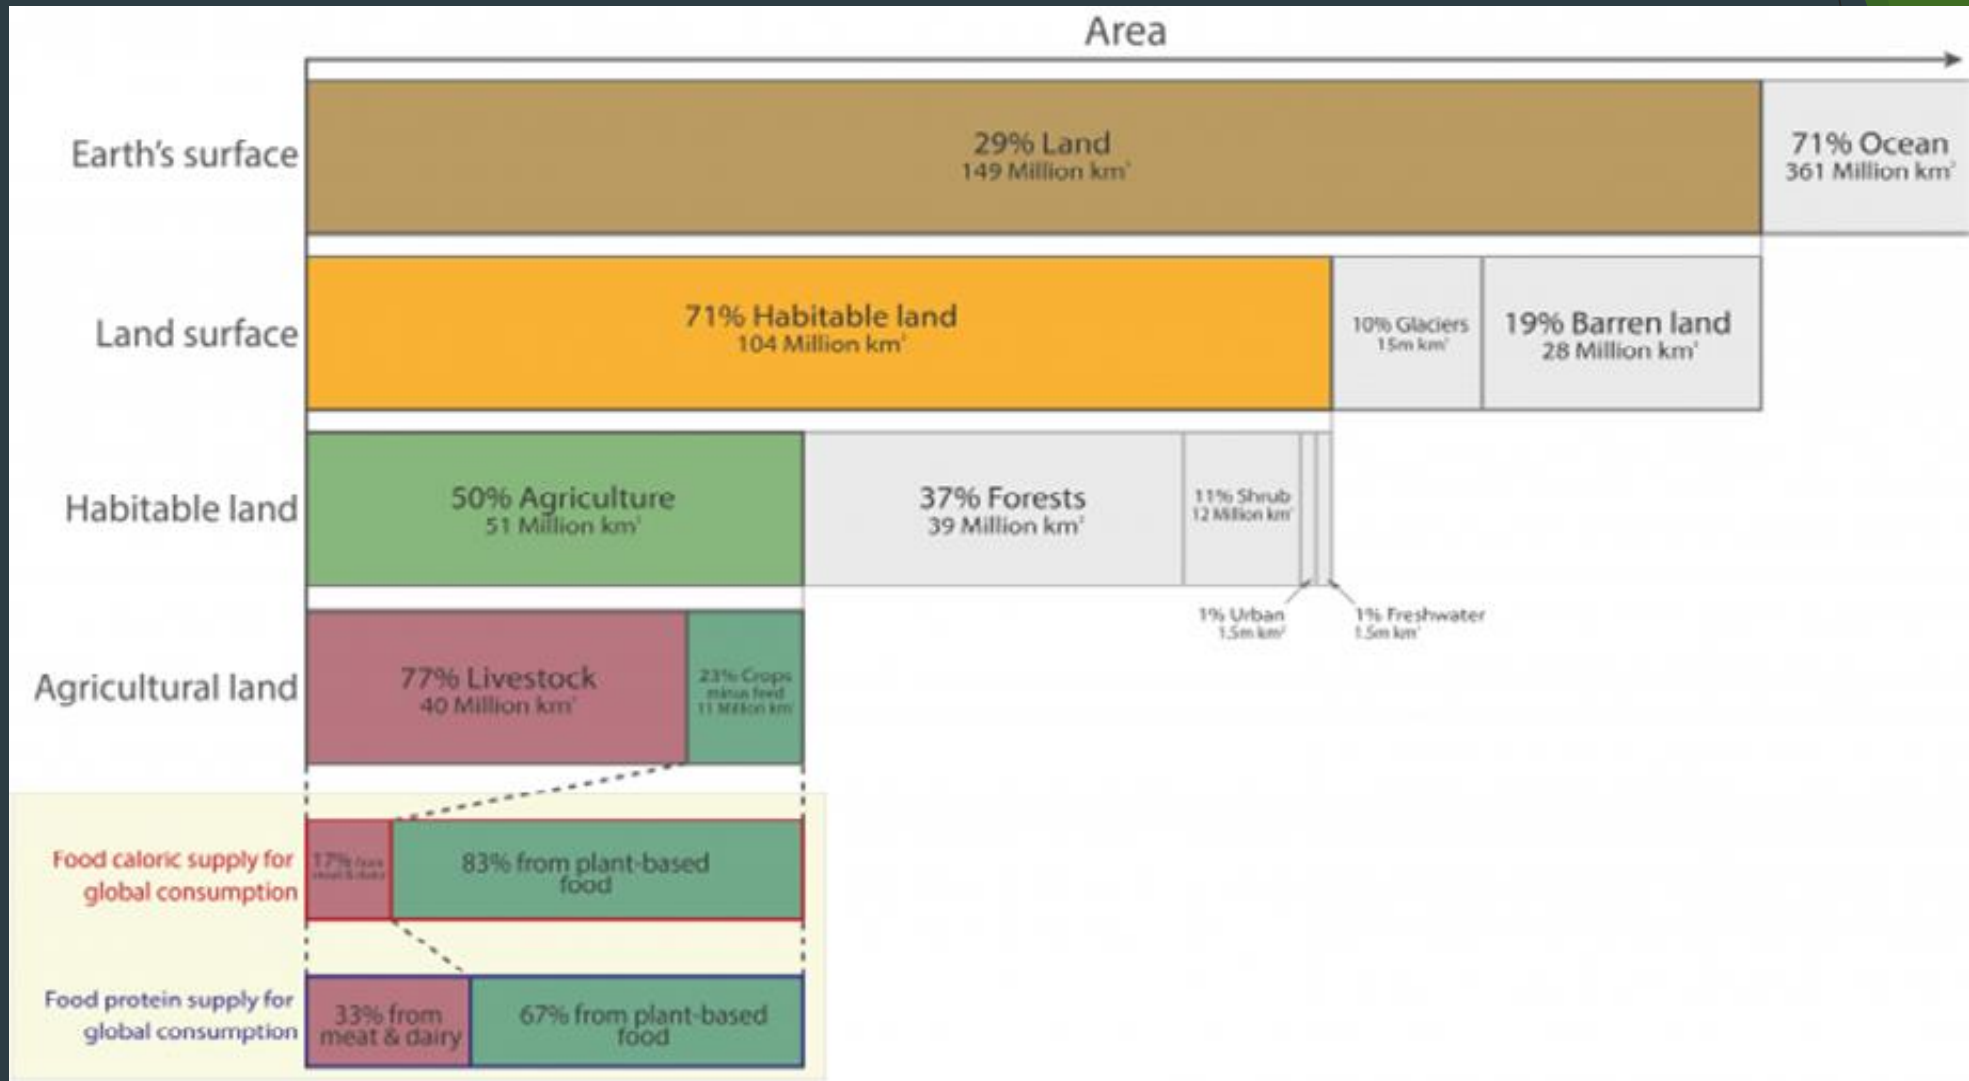 Area
Earth's surface
29% Land
149 Million km²
71% Ocean
361 Million km²
Land surface
71% Habitable land
104 Million km²
10% Glaciers
15m km²
19% Barren land
28 Million km²
Habitable land
50% Agriculture
51 Million km²
37% Forests
39 Million km²
11% Shrub
12 Million km²
1% Urban
1.5m km²
1% Freshwater
1.5m km²
Agricultural land
77% Livestock
40 Million km²
23% Crops
minus feed
11 Million km
Food caloric supply for
global consumption
17% from
meat & dairy
83% from plant-based
food
Food protein supply for
global consumption
33% from
meat & dairy
67% from plant-based
food